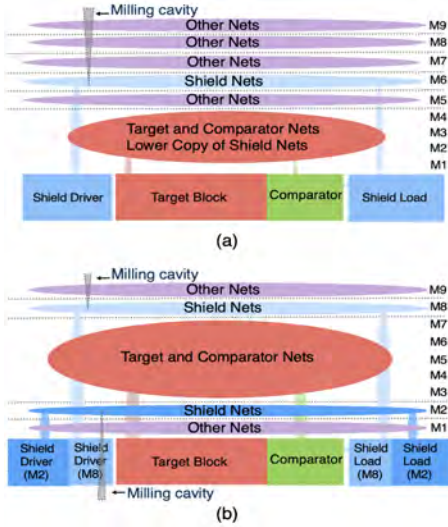 Milling cavity
Other Nets M9
Other Nets M8
Other Nets M7
Shield Nets M6
Other Nets M5
M4
Target and Comparator Nets M3
Lower Copy of Shield Nets M2
M1
Shield Driver Target Block Comparator Shield Load
(a)
Milling cavity
Other Nets M9
Shield Nets M8
M7
M6
Target and Comparator Nets M5
M4
M3
Shield Nets M2
Other Nets M1
Shield Driver (M2) Shield Driver (M8) Target Block Comparator Shield Load (M8) Shield Load (M2)
Milling cavity
(b)